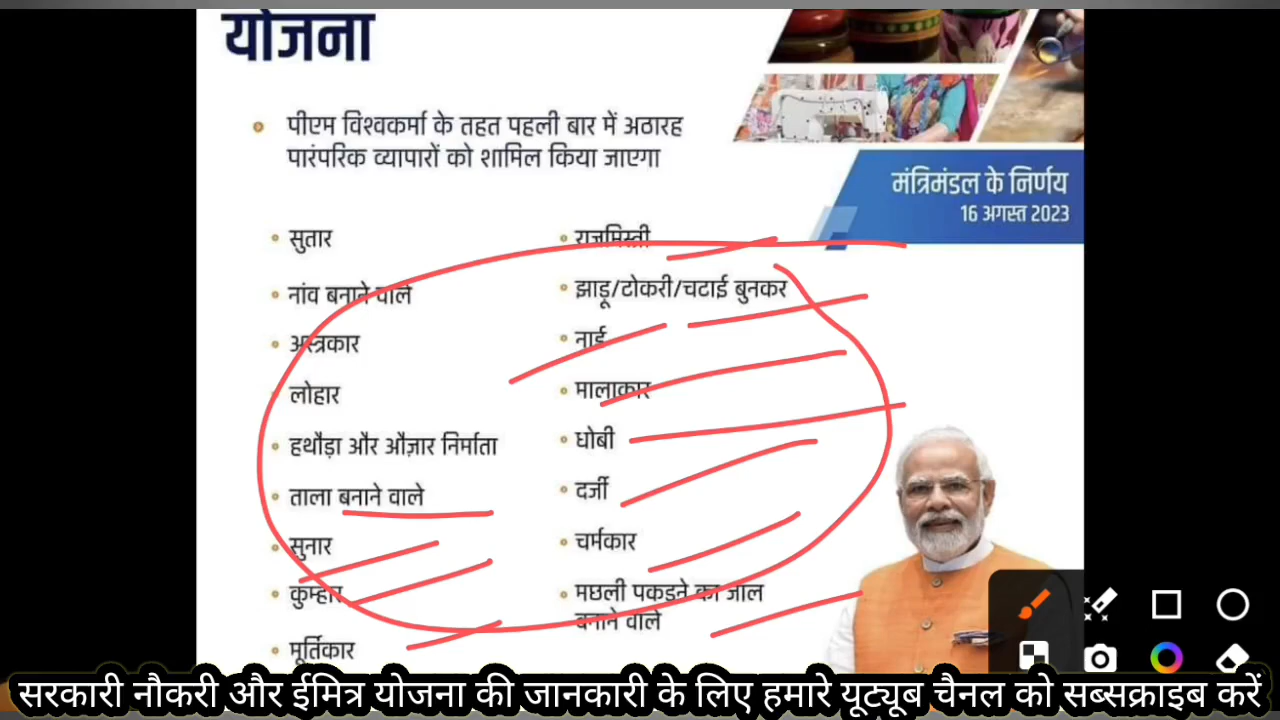 योजना
पीएम विश्वकर्मा के तहत पहली बार में अठारह
पारंपरिक व्यापारों को शामिल किया जाएगा
मंत्रिमंडल के निर्णय
16 अगस्त 2023
सुतार
नांव बनाने वाले
अस्त्रकार
लोहार
हथौड़ा और औज़ार निर्माता
ताला बनाने वाले
सुनार
कुम्हार
मूर्तिकार
राजमिस्त्री
झाड़ू/टोकरी/चटाई बुनकर
नाई
मालाकार
धोबी
दर्जी
चर्मकार
मछली पकड़ने का जाल
बनाने वाले
सरकारी नौकरी और ईमित्र योजना की जानकारी के लिए हमारे यूट्यूब चैनल को सब्सक्राइब करें